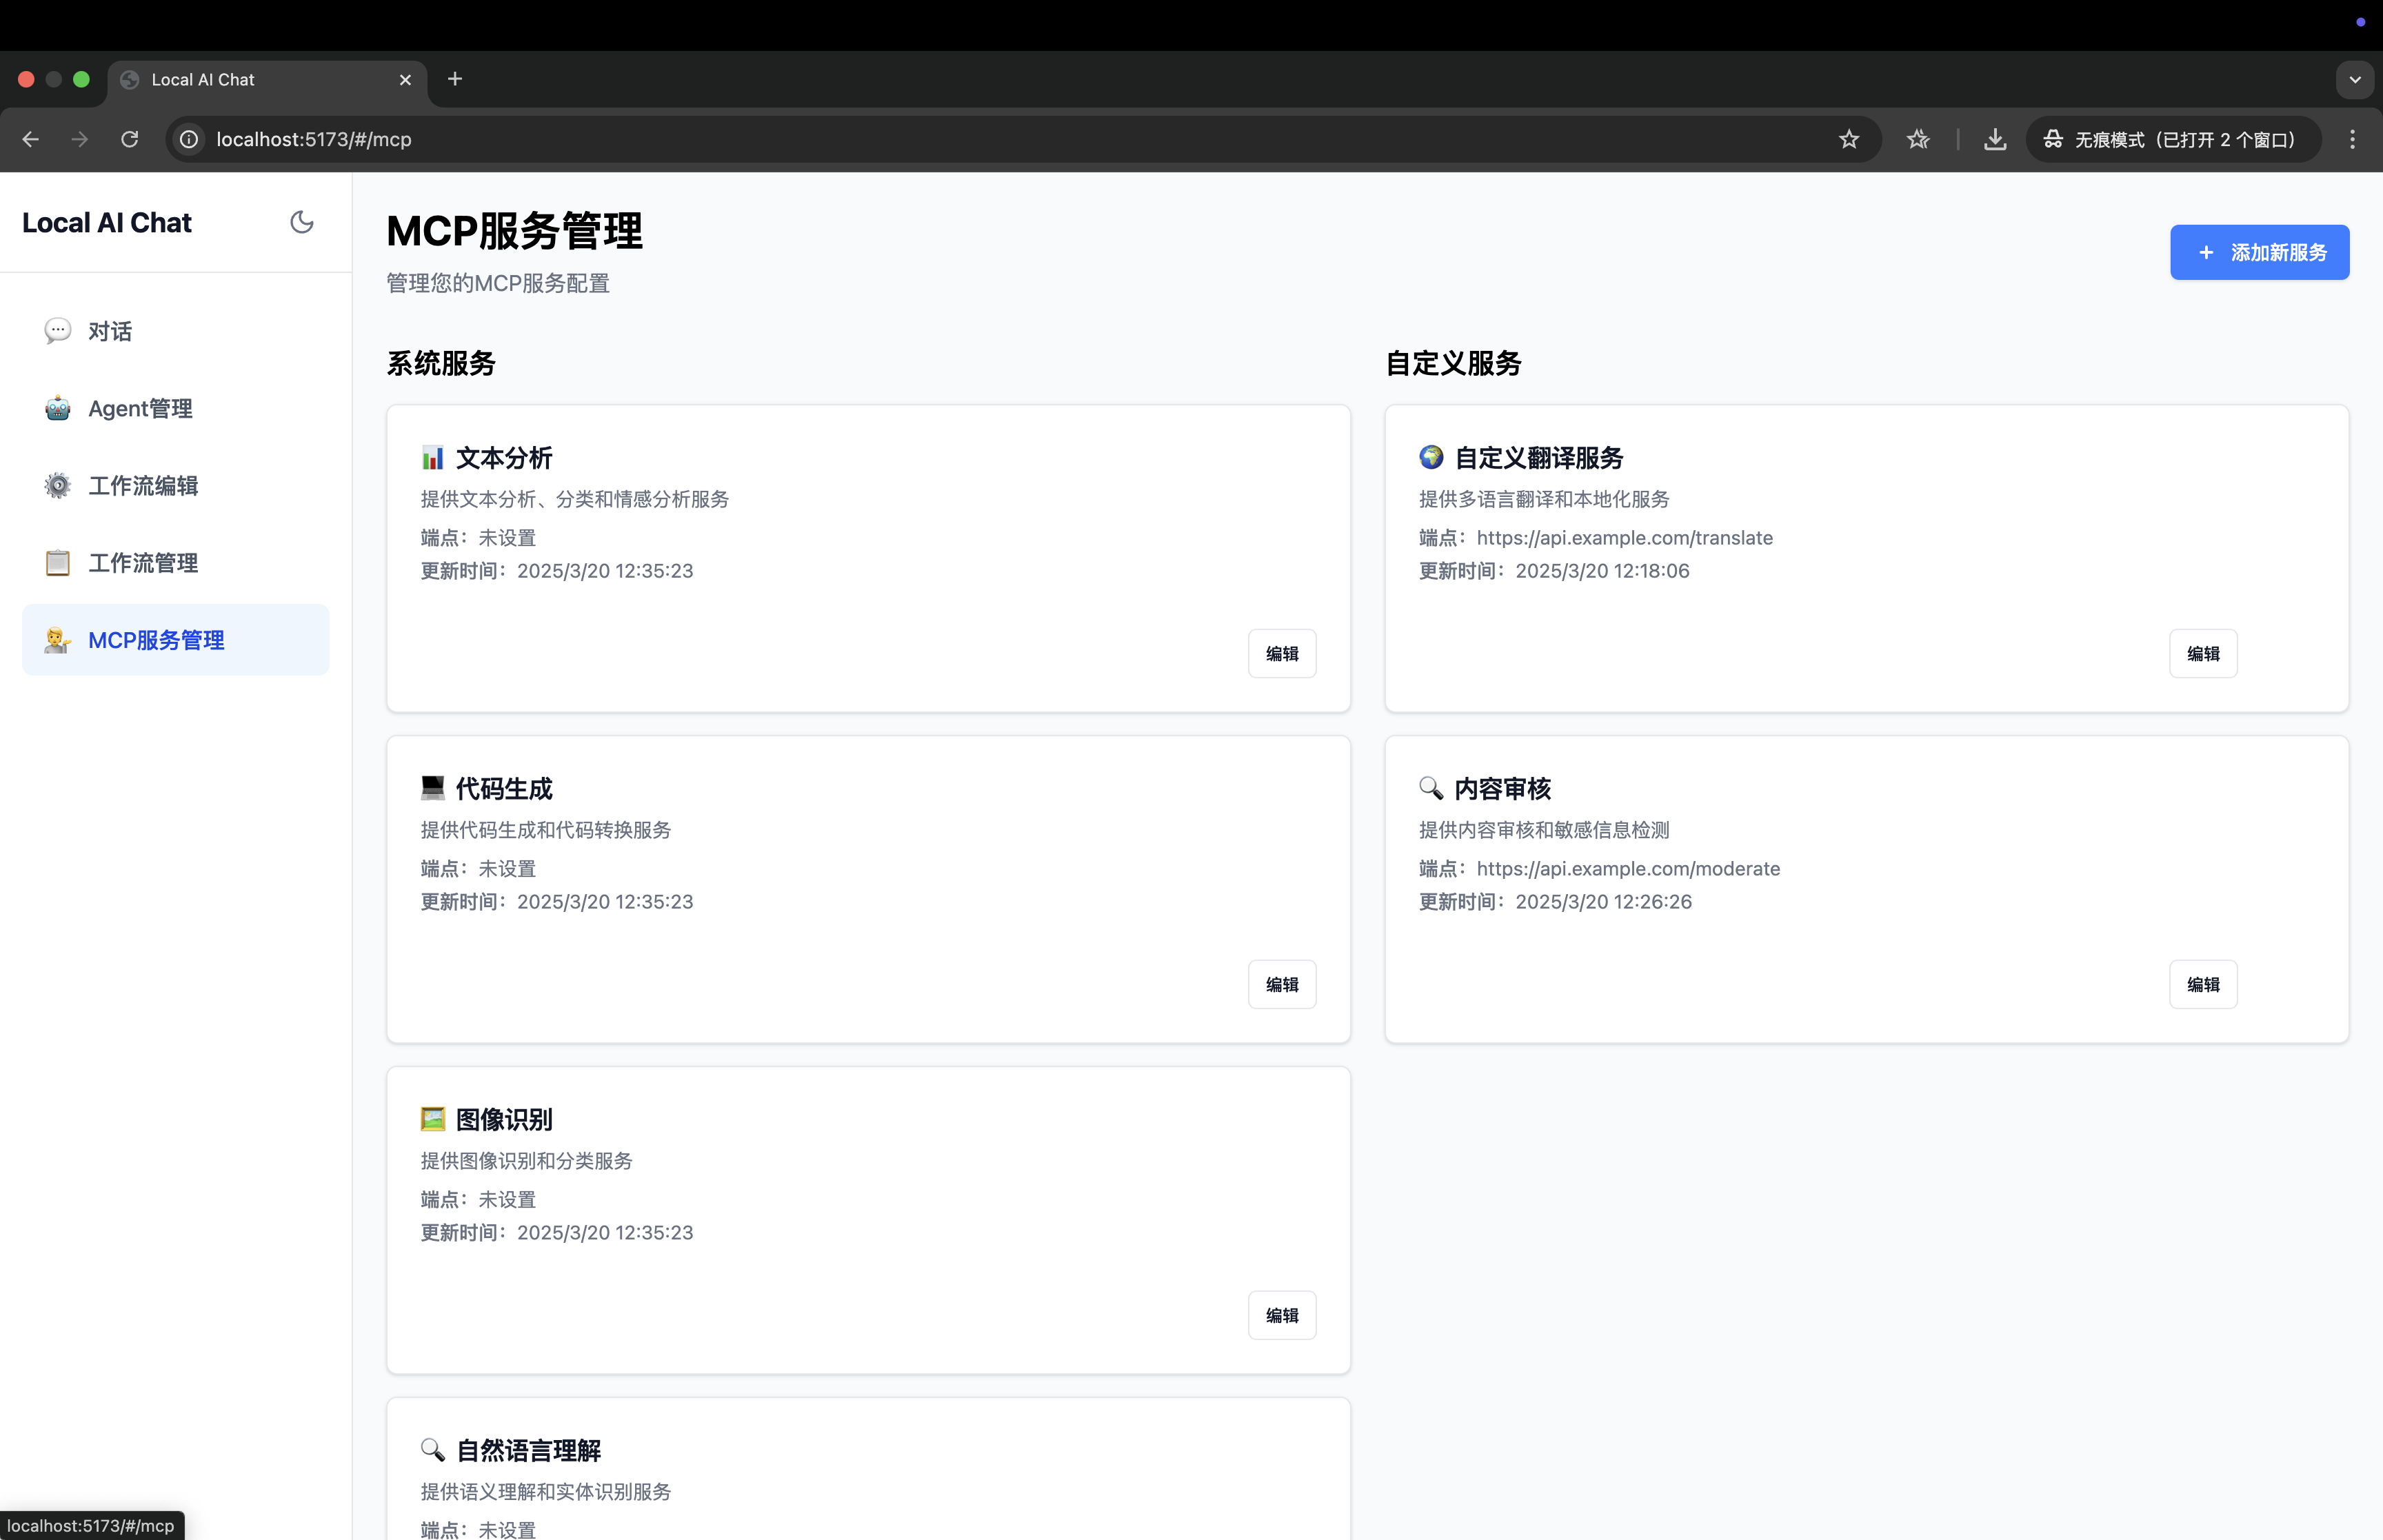 Local AI Chat
localhost:5173/#/mcp
无痕模式（已打开 2 个窗口）
Local AI Chat
对话
Agent管理
工作流编辑
工作流管理
MCP服务管理
MCP服务管理
管理您的MCP服务配置
添加新服务
系统服务
文本分析
提供文本分析、分类和情感分析服务
端点：未设置
更新时间：2025/3/20 12:35:23
编辑
代码生成
提供代码生成和代码转换服务
端点：未设置
更新时间：2025/3/20 12:35:23
编辑
图像识别
提供图像识别和分类服务
端点：未设置
更新时间：2025/3/20 12:35:23
编辑
自然语言理解
提供语义理解和实体识别服务
端点：未设置
自定义服务
自定义翻译服务
提供多语言翻译和本地化服务
端点：https://api.example.com/translate
更新时间：2025/3/20 12:18:06
编辑
内容审核
提供内容审核和敏感信息检测
端点：https://api.example.com/moderate
更新时间：2025/3/20 12:26:26
编辑
localhost:5173/#/mcp